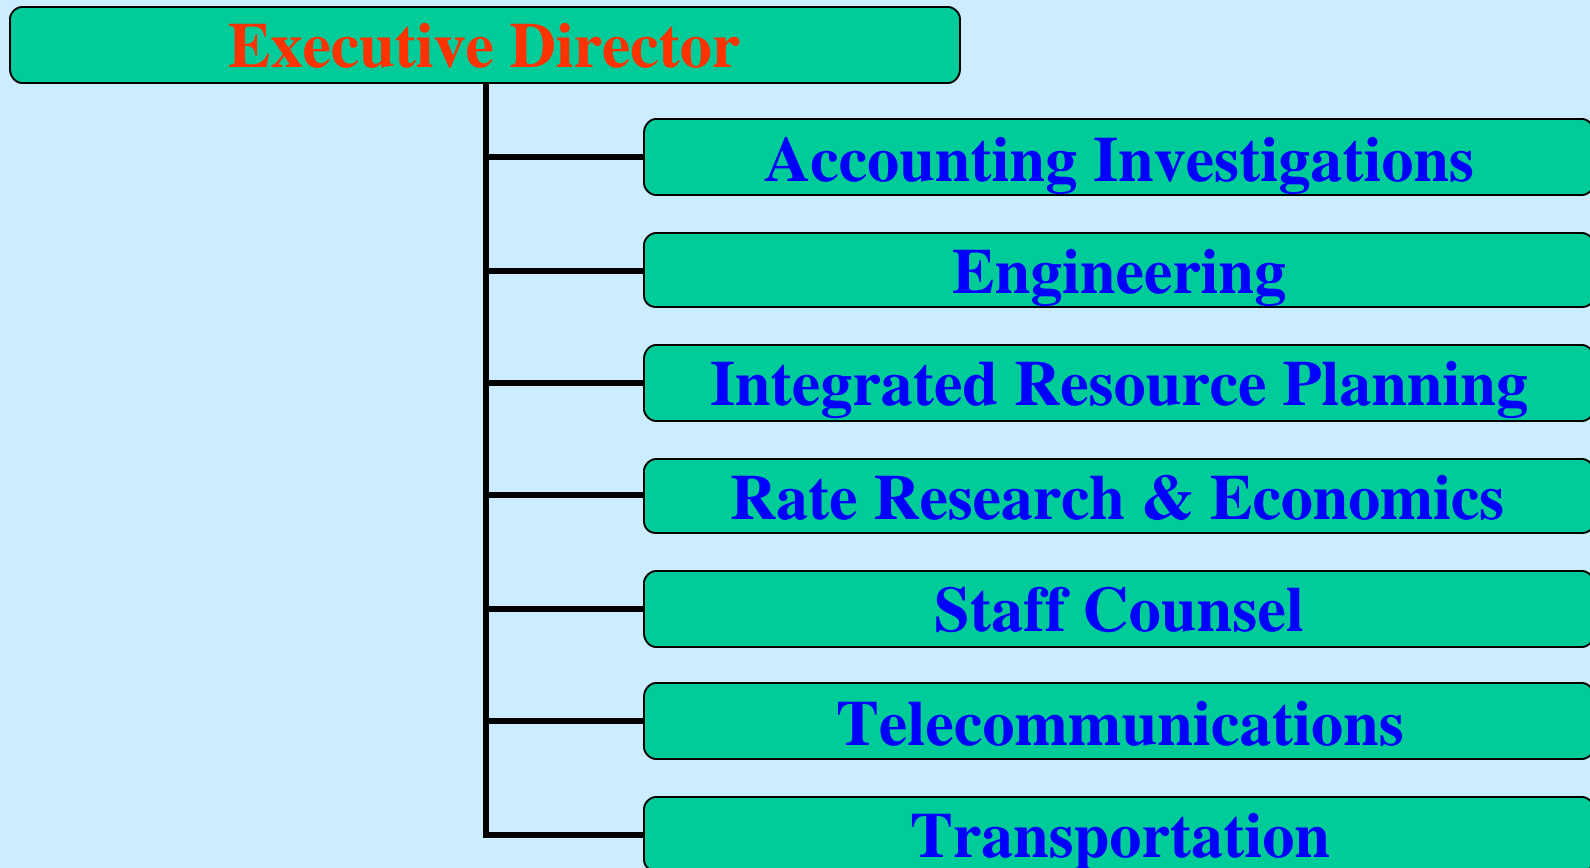 Executive Director
Accounting Investigations
Engineering
Integrated Resource Planning
Rate Research & Economics
Staff Counsel
Telecommunications
Transportation